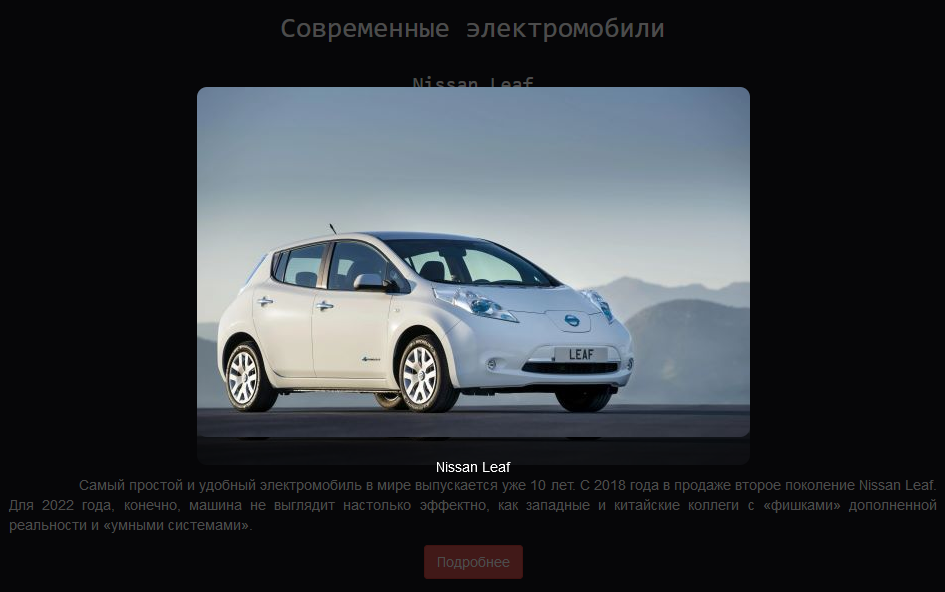 Современные электромобили
Nissan Leaf
LEAF
Nissan Leaf
Самый простой и удобный электромобиль в мире выпускается уже 10 лет. С 2018 года в продаже второе поколение Nissan Leaf.
Для 2022 года, конечно, машина не выглядит настолько эффектно, как западные и китайские коллеги с «фишками» дополненной
реальности и «умными системами».
Подробнее